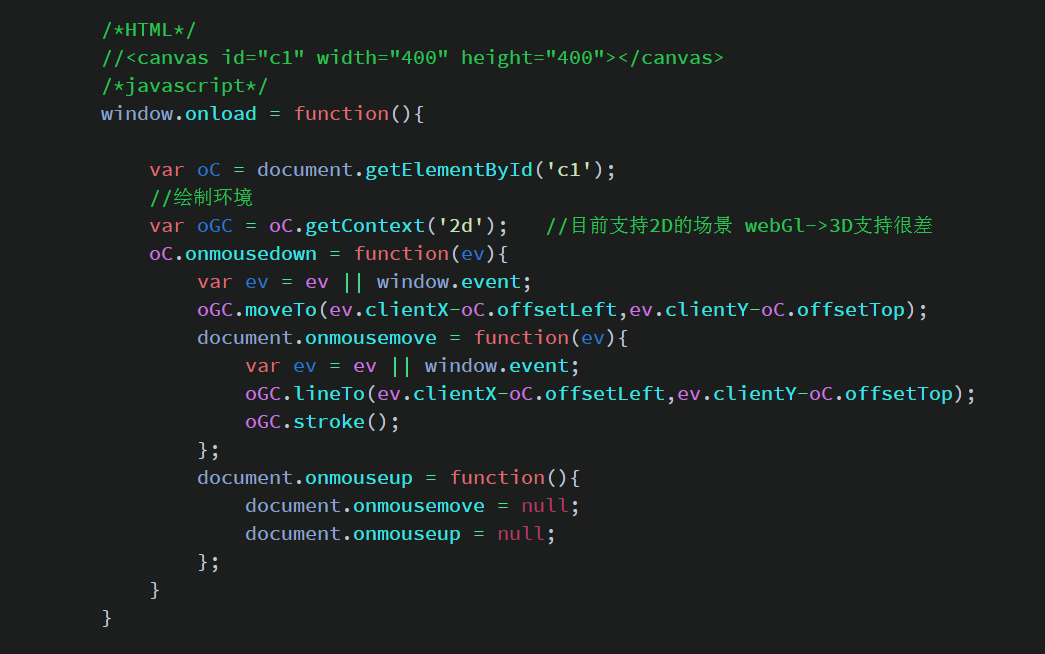 /*HTML*/
//<canvas id="c1" width="400" height="400"></canvas>
/*javascript*/
window.onload = function(){
var oC = document.getElementById('c1');
//绘制环境
var oGC = oC.getContext('2d');   //目前支持2D的场景 webGl->3D支持很差
oC.onmousedown = function(ev){
var ev = ev || window.event;
oGC.moveTo(ev.clientX-oC.offsetLeft,ev.clientY-oC.offsetTop);
document.onmousemove = function(ev){
var ev = ev || window.event;
oGC.lineTo(ev.clientX-oC.offsetLeft,ev.clientY-oC.offsetTop);
oGC.stroke();
};
document.onmouseup = function(){
document.onmousemove = null;
document.onmouseup = null;
};
}
}